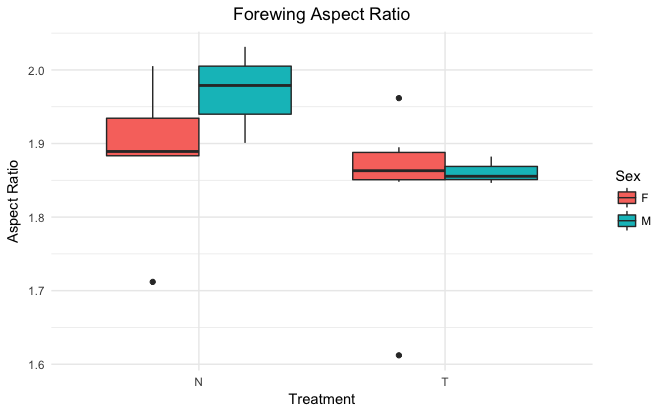 Forewing Aspect Ratio
Aspect Ratio
2.0
1.9
1.8
1.7
1.6
N
T
Treatment
Sex
F
M